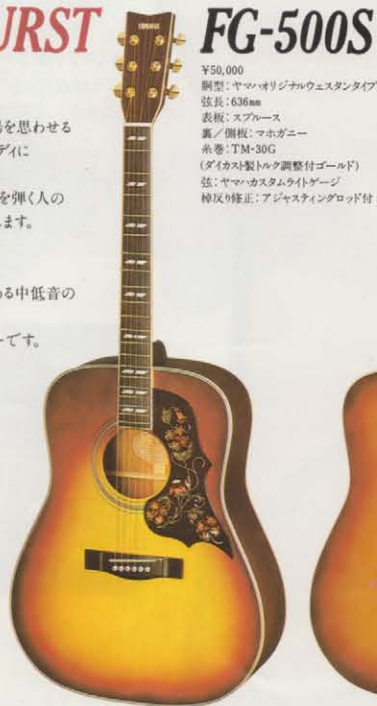 URST
FG-500S
YAMAHA
¥50,000
胴型:ヤマハオリジナルウェスタンタイプ
弦長:636mm
表板:スプルース
裏/側板:マホガニー
糸巻:TM-30G
(ダイカスト製トルク調整付ゴールド)
弦:ヤマハカスタムライトゲージ
棹反り修正:アジャスティングロッド付
を思わせる
ディに
を弾く人の
ます。
る中低音の
ーです。